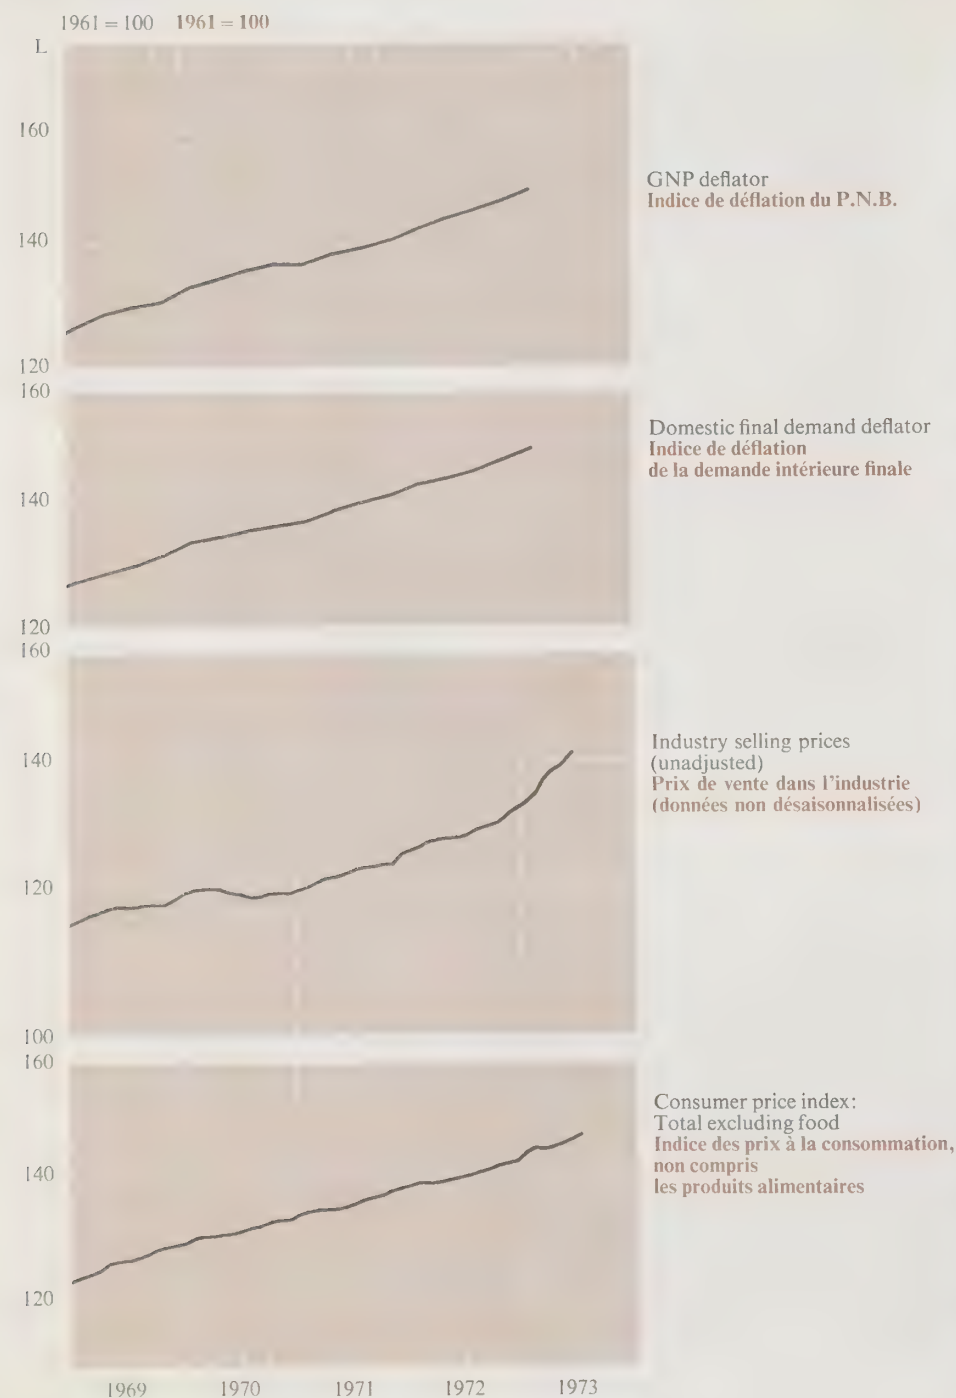 1961 = 100 1961 = 100
L
160
140
120
GNP deflator
Indice de déflation du P.N.B.
160
140
120
Domestic final demand deflator
Indice de déflation
de la demande intérieure finale
160
140
120
100
Industry selling prices
(unadjusted)
Prix de vente dans l'industrie
(données non désaisonnalisées)
160
140
120
Consumer price index:
Total excluding food
Indice des prix à la consommation,
non compris
les produits alimentaires
1969 1970 1971 1972 1973